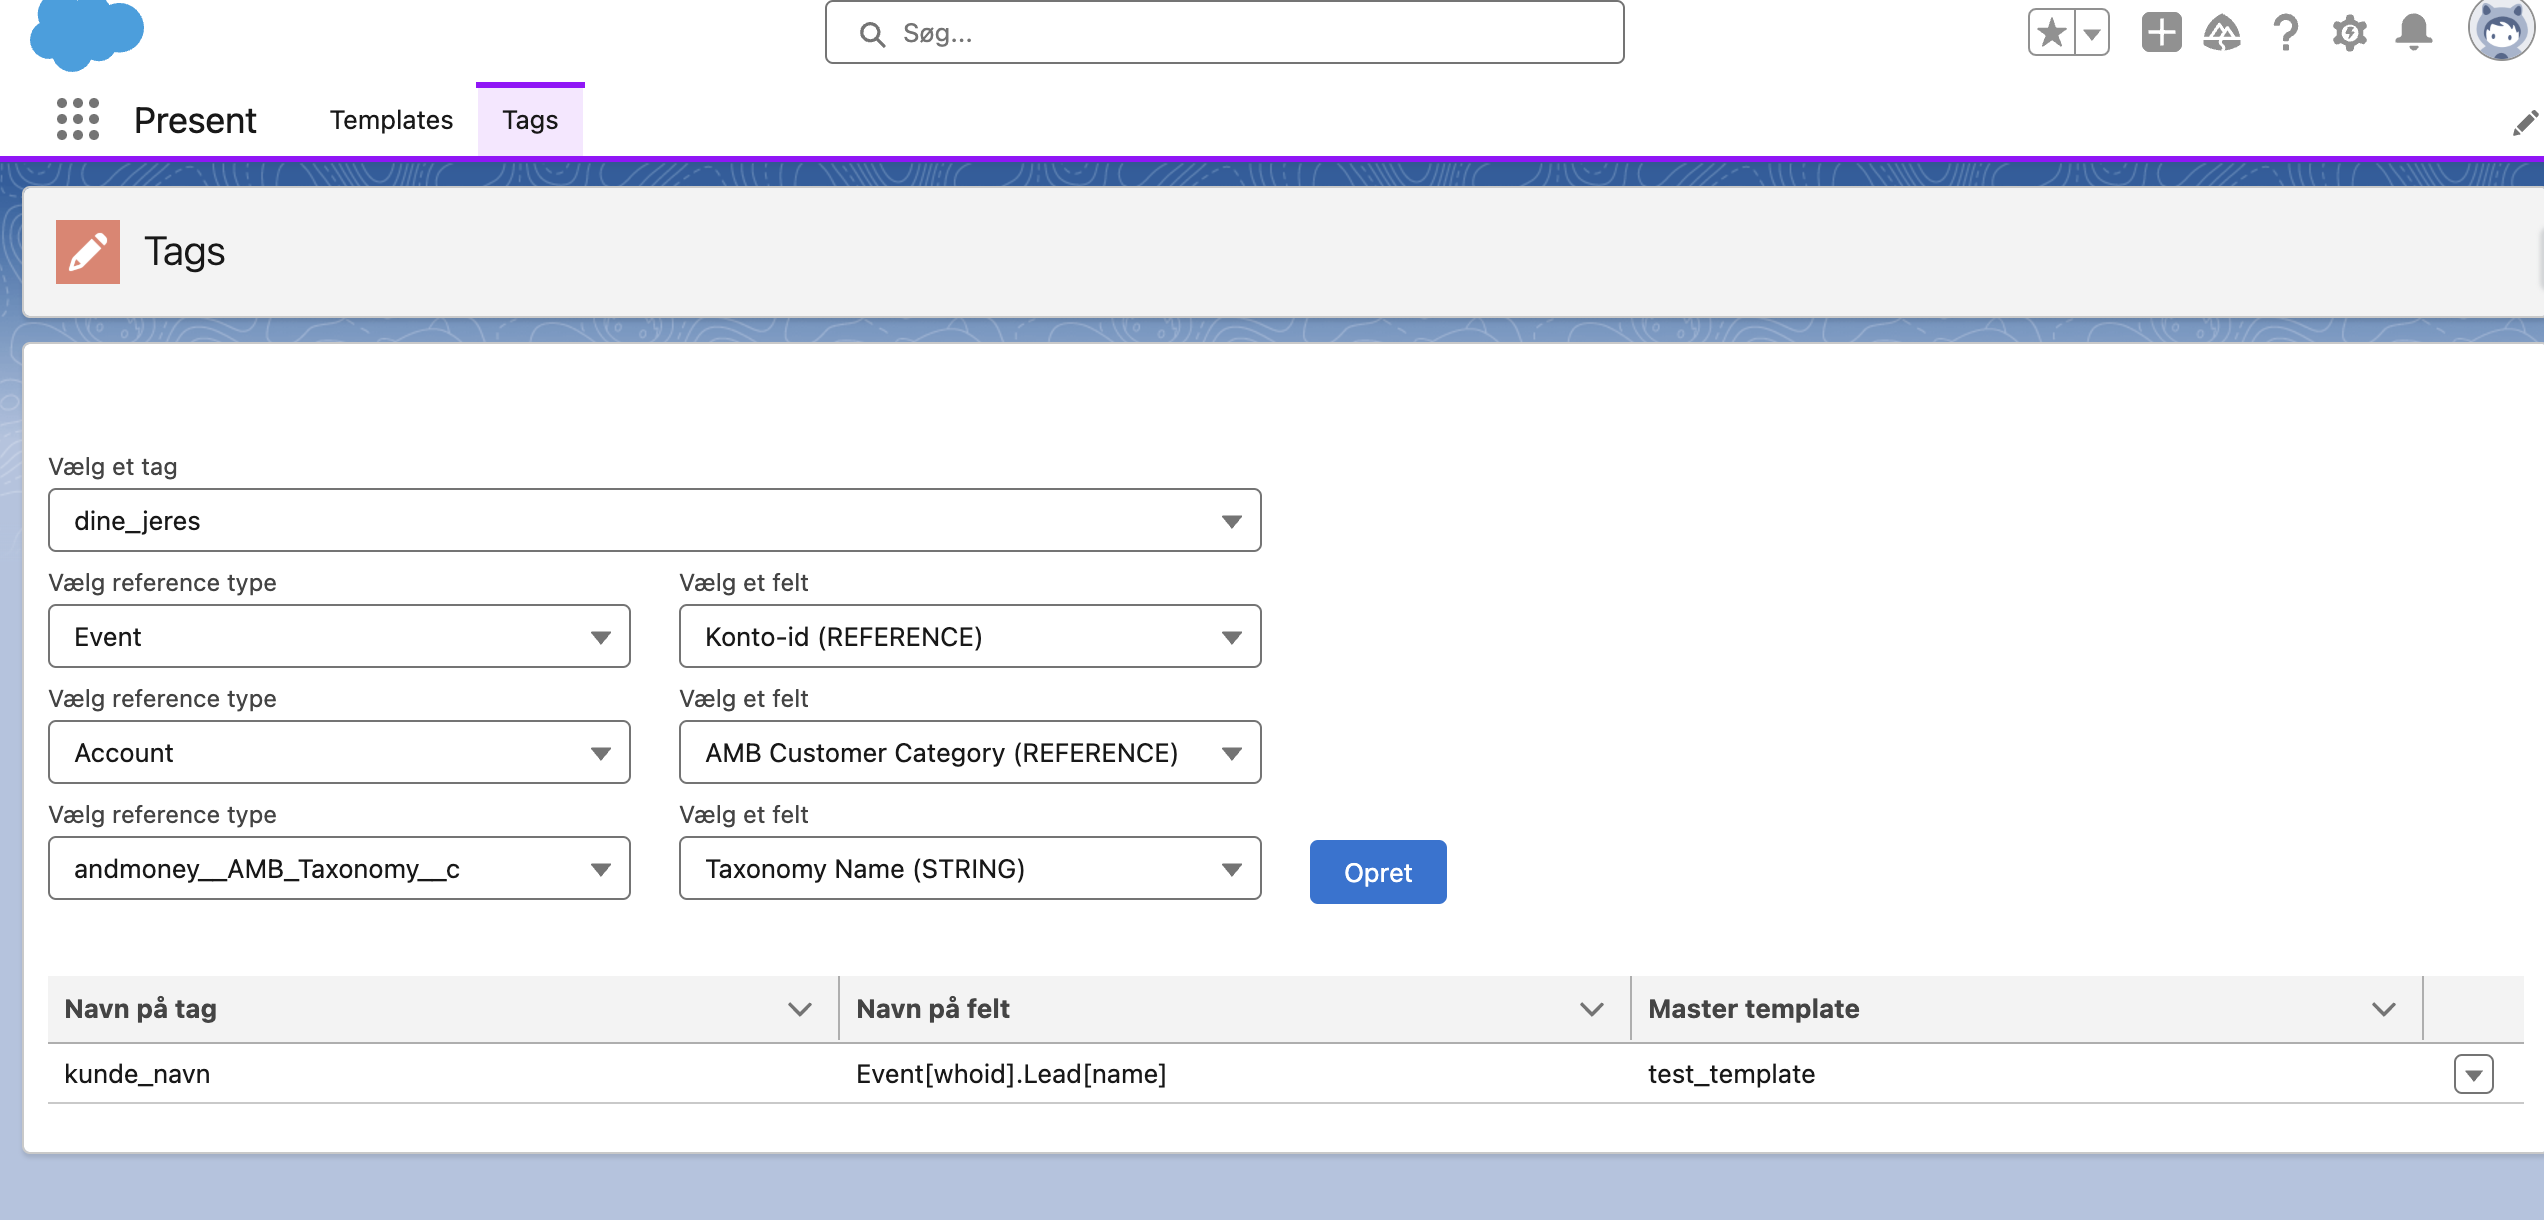 Søg...
Present
Templates
Tags
Tags
Vælg et tag
dine_jeres
Vælg reference type
Vælg et felt
Event
Konto-id (REFERENCE)
Vælg reference type
Vælg et felt
Account
AMB Customer Category (REFERENCE)
Vælg reference type
Vælg et felt
andmoney__AMB_Taxonomy__c
Taxonomy Name (STRING)
Opret
Navn på tag
Navn på felt
Master template
kunde_navn
Event[whoid].Lead[name]
test_template